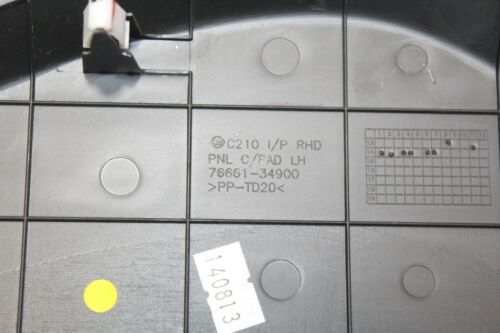 C210 I/P RHD
PNL C/PAD LH
76661-34900
>PP-TD20<
140813